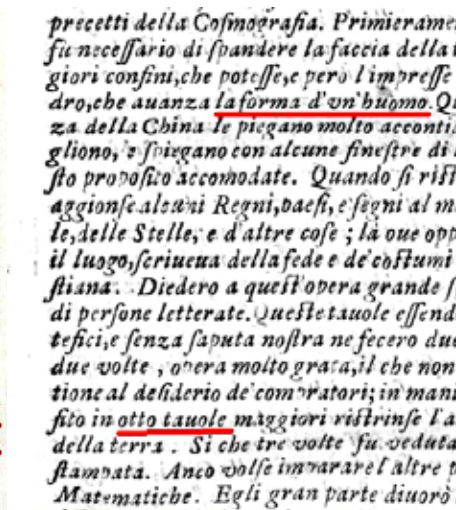 precetti della Cosmografia. Primierame
fu necessario di spandere la faccia della
giori confini, che potesse, e però l'impresse
dro, che auanza la forma d'vn'huomo. Qu
za della China le piegano molto acconti
gliono, e spiegano con alcune finestre di
sto proposito accomodate. Quando si rist
aggionse alcuni Regni, paesi, e segni al m
le, delle Stelle, e d'altre cose; là oue opp
il luogo, scriueua della fede e de' costumi
stiana. Diedero a quest'opera grande
di persone letterate. Queste tauole essend
tefici, e senza saputa nostra ne fecero due
due volte, opera molto grata, il che non
tione al desiderio de' compratori; in mani
sito in otto tauole maggiori ristrinse l'a
della terra. Si che tre volte fu veduta
stampata. Anco volse imparare l'altre
Matematiche. Egli gran parte diuorò